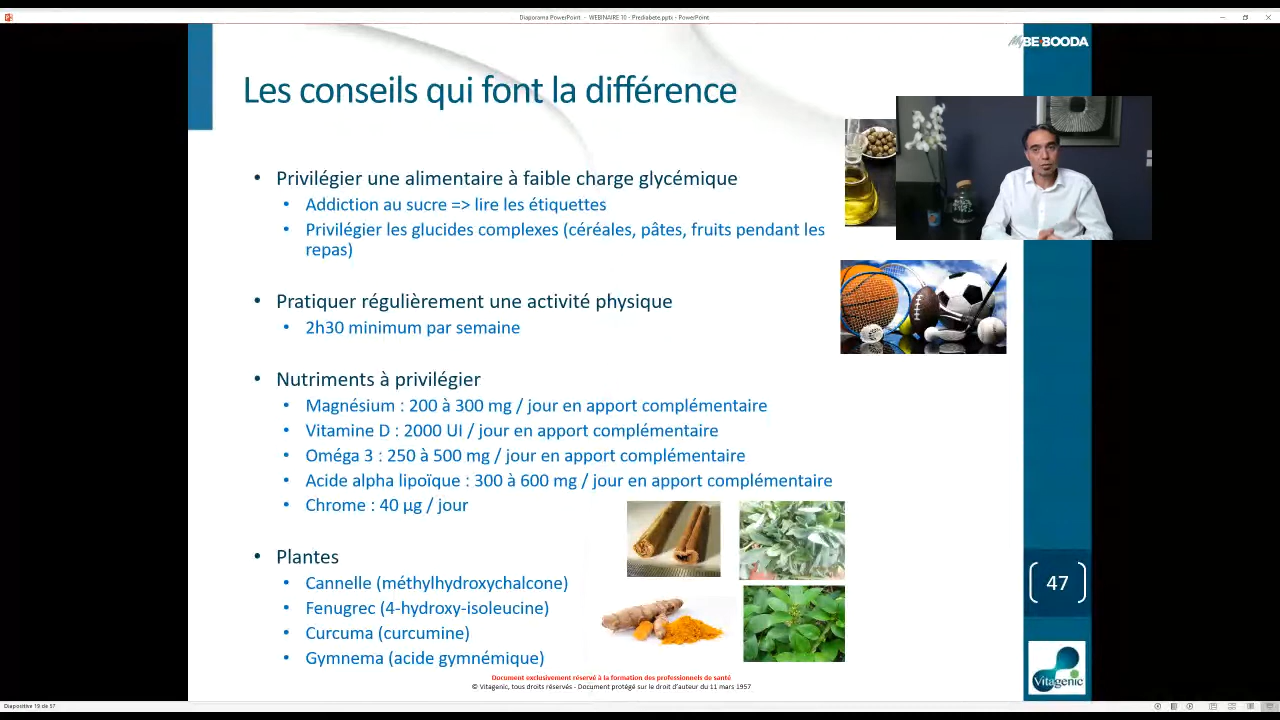 Diaporama PowerPoint - WEBINAIRE 10 - Prediabete.pptx - PowerPoint
MyBE-BOODA
Les conseils qui font la différence
• Privilégier une alimentaire à faible charge glycémique
• Addiction au sucre => lire les étiquettes
• Privilégier les glucides complexes (céréales, pâtes, fruits pendant les
repas)
• Pratiquer régulièrement une activité physique
• 2h30 minimum par semaine
• Nutriments à privilégier
• Magnésium : 200 à 300 mg / jour en apport complémentaire
• Vitamine D : 2000 UI / jour en apport complémentaire
• Oméga 3 : 250 à 500 mg / jour en apport complémentaire
• Acide alpha lipoïque : 300 à 600 mg / jour en apport complémentaire
• Chrome : 40 µg / jour
• Plantes
• Cannelle (méthylhydroxychalcone)
• Fenugrec (4-hydroxy-isoleucine)
• Curcuma (curcumine)
• Gymnema (acide gymnémique)
47
Vitagenic
Document exclusivement réservé à la formation des professionnels de santé
© Vitagenic, tous droits réservés - Document protégé sur le droit d'auteur du 11 mars 1957
Diapositive 19 de 57